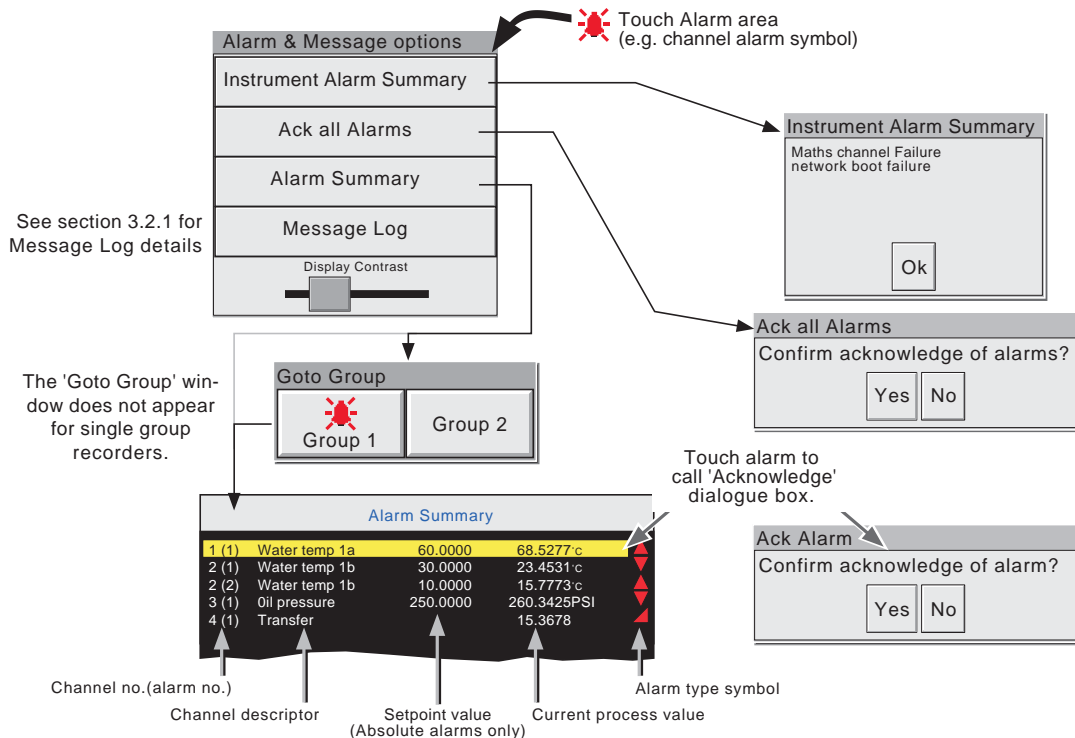 Touch Alarm area
(e.g. channel alarm symbol)
Alarm & Message options
Instrument Alarm Summary
Ack all Alarms
Alarm Summary
Message Log
Display Contrast
See section 3.2.1 for
Message Log details
Instrument Alarm Summary
Maths channel Failure
network boot failure
Ok
Ack all Alarms
Confirm acknowledge of alarms?
Yes No
The 'Goto Group' win-
dow does not appear
for single group
recorders.
Goto Group
Group 1
Group 2
Touch alarm to
call 'Acknowledge'
dialogue box.
Ack Alarm
Confirm acknowledge of alarm?
Yes No
Alarm Summary
1 (1) Water temp 1a 60.0000 68.5277°C
2 (1) Water temp 1b 30.0000 23.4531°C
2 (2) Water temp 1b 10.0000 15.7773°C
3 (1) 0il pressure 250.0000 260.3425PSI
4 (1) Transfer 15.3678
Channel no.(alarm no.)
Channel descriptor
Setpoint value
(Absolute alarms only)
Current process value
Alarm type symbol